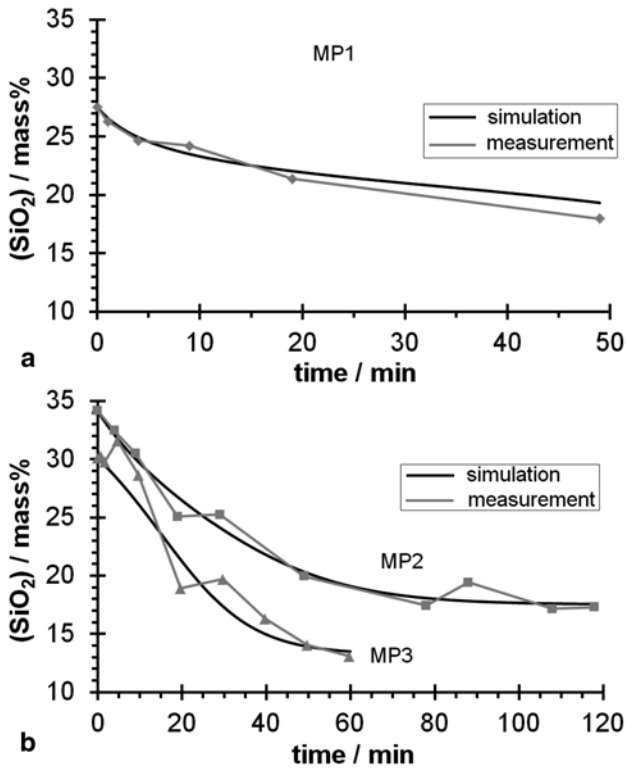 35
MP1
30
simulation
measurement
25
20
15
10
(SiO₂) / mass%
0 10 20 30 40 50
time / min
a
35
30
simulation
measurement
25
20
MP2
15
MP3
10
(SiO₂) / mass%
0 20 40 60 80 100 120
time / min
b